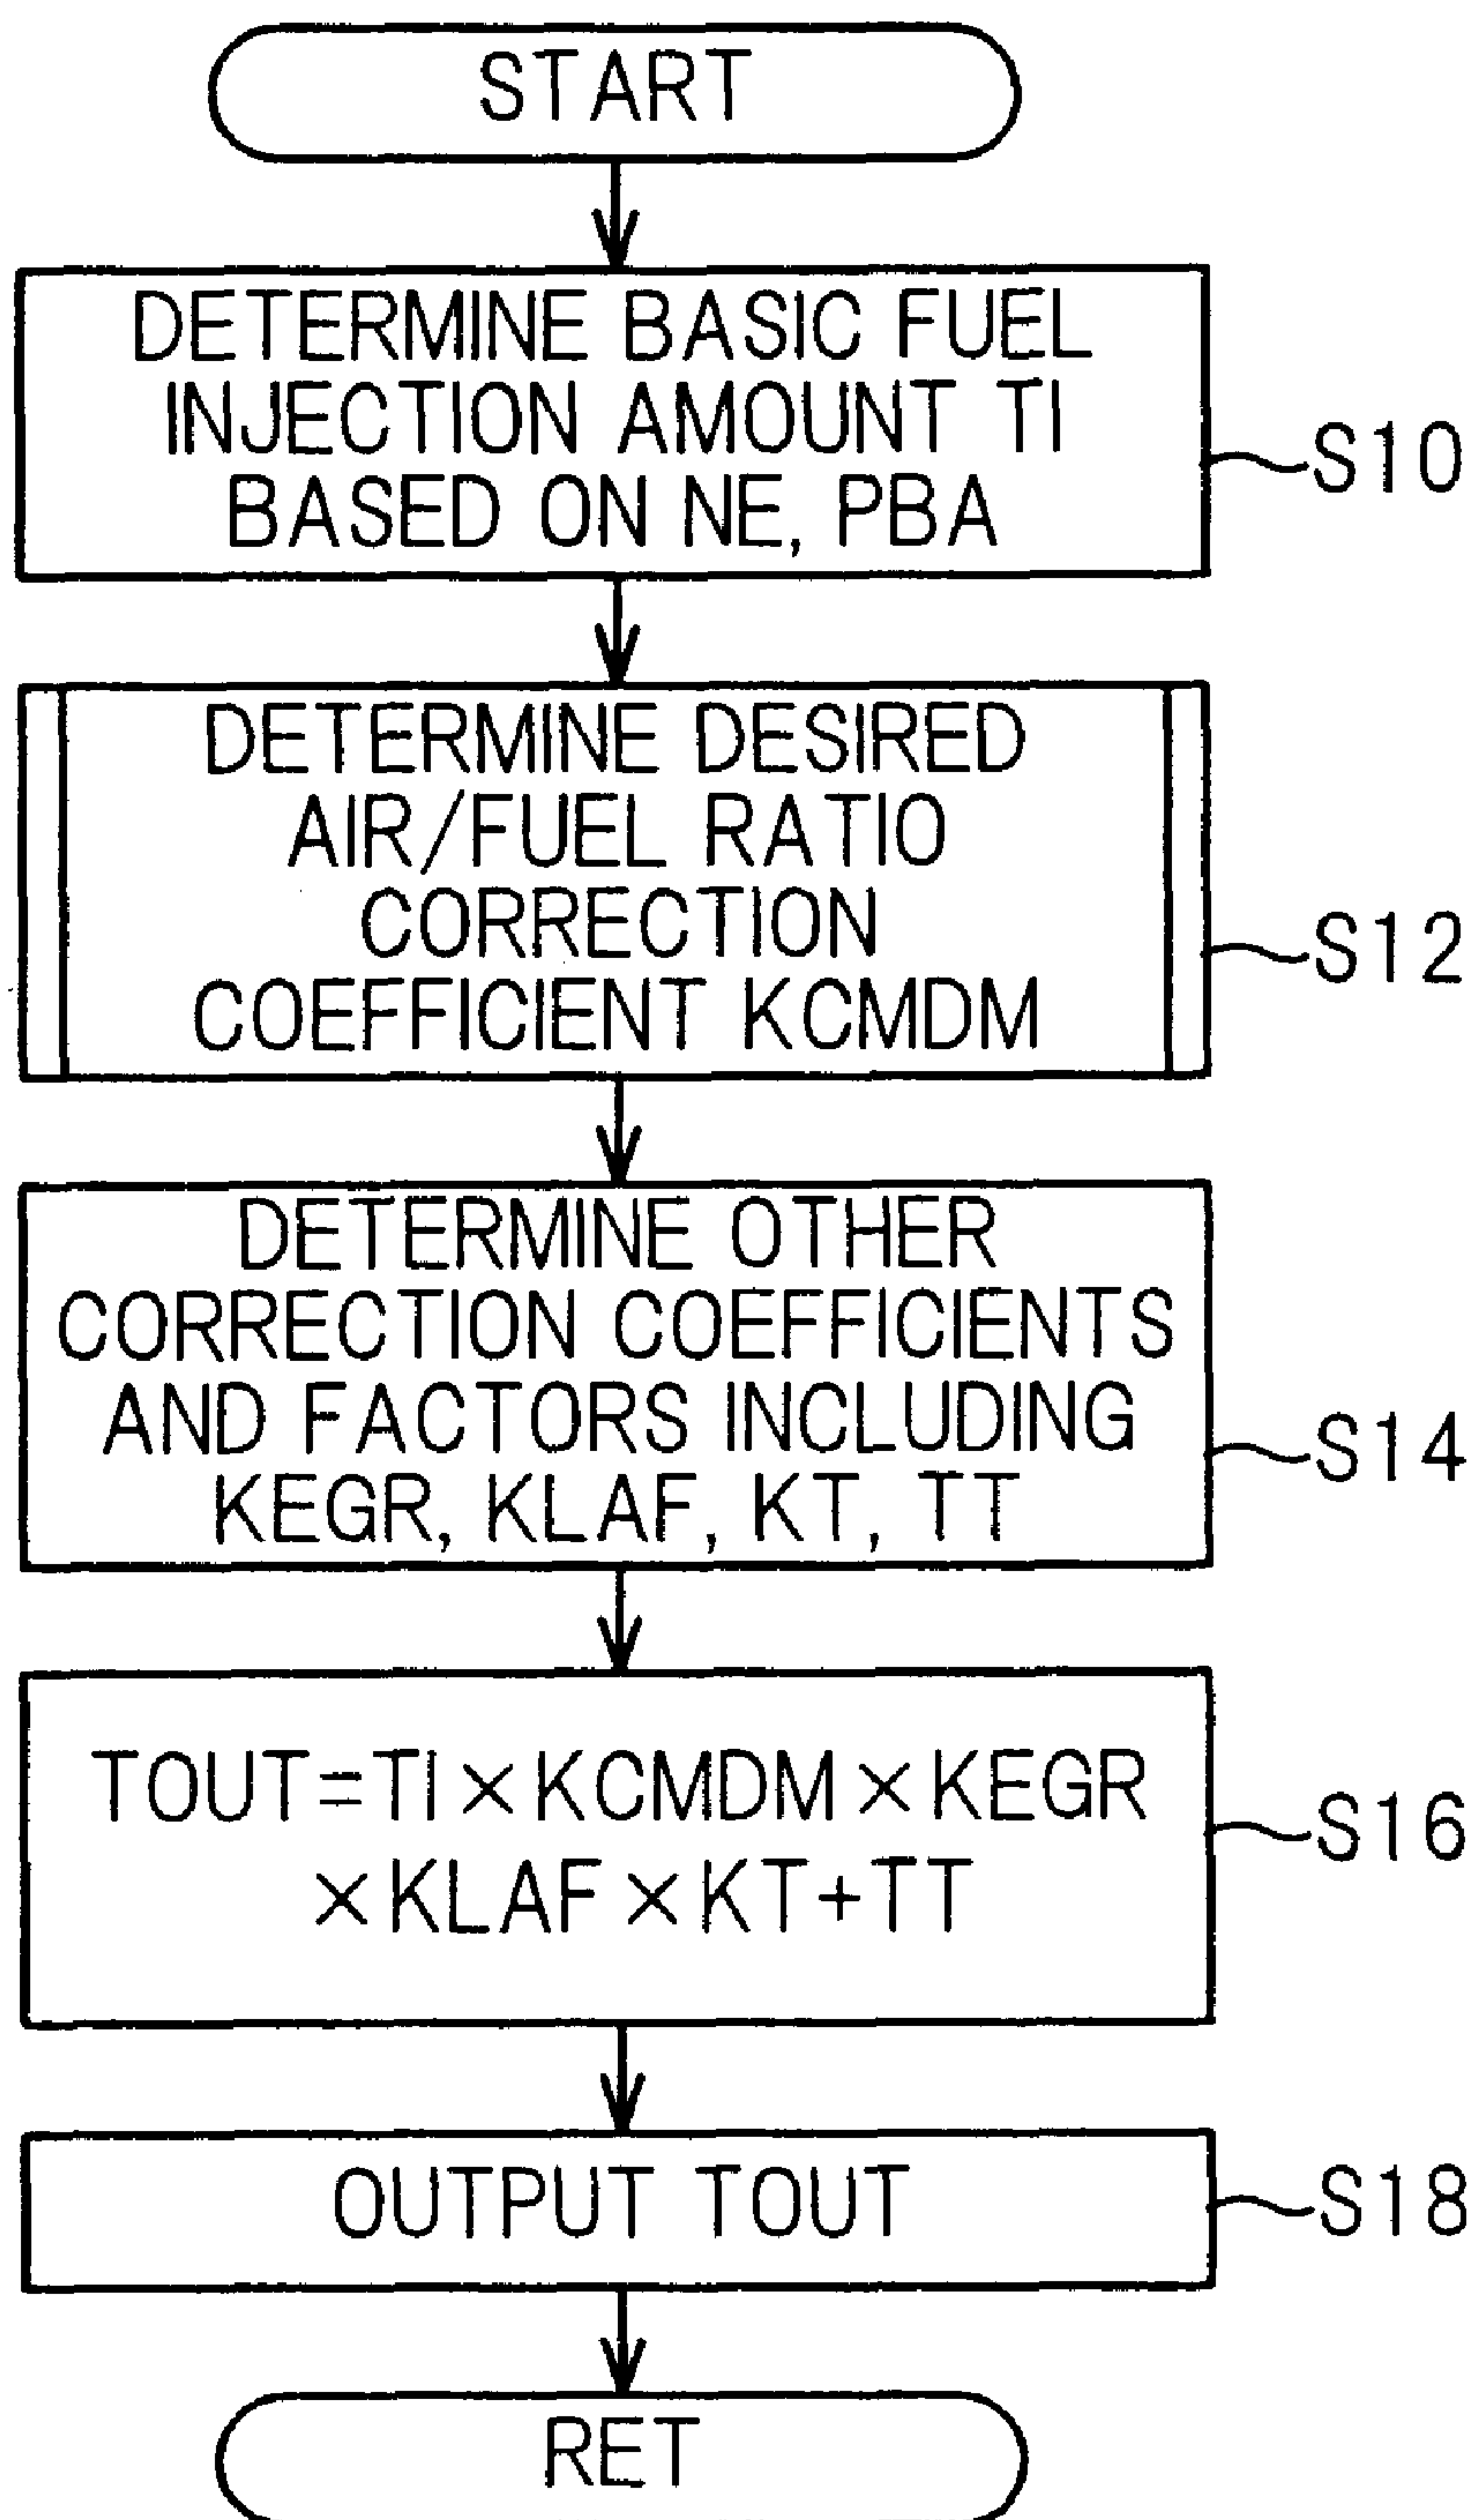 START
DETERMINE BASIC FUEL
INJECTION AMOUNT TI
BASED ON NE, PBA
S10
DETERMINE DESIRED
AIR/FUEL RATIO
CORRECTION
COEFFICIENT KCMDM
S12
DETERMINE OTHER
CORRECTION COEFFICIENTS
AND FACTORS INCLUDING
KEGR, KLAF, KT, TT
S14
TOUT=TI×KCMDM×KEGR
×KLAF×KT+TT
S16
OUTPUT TOUT
S18
RET